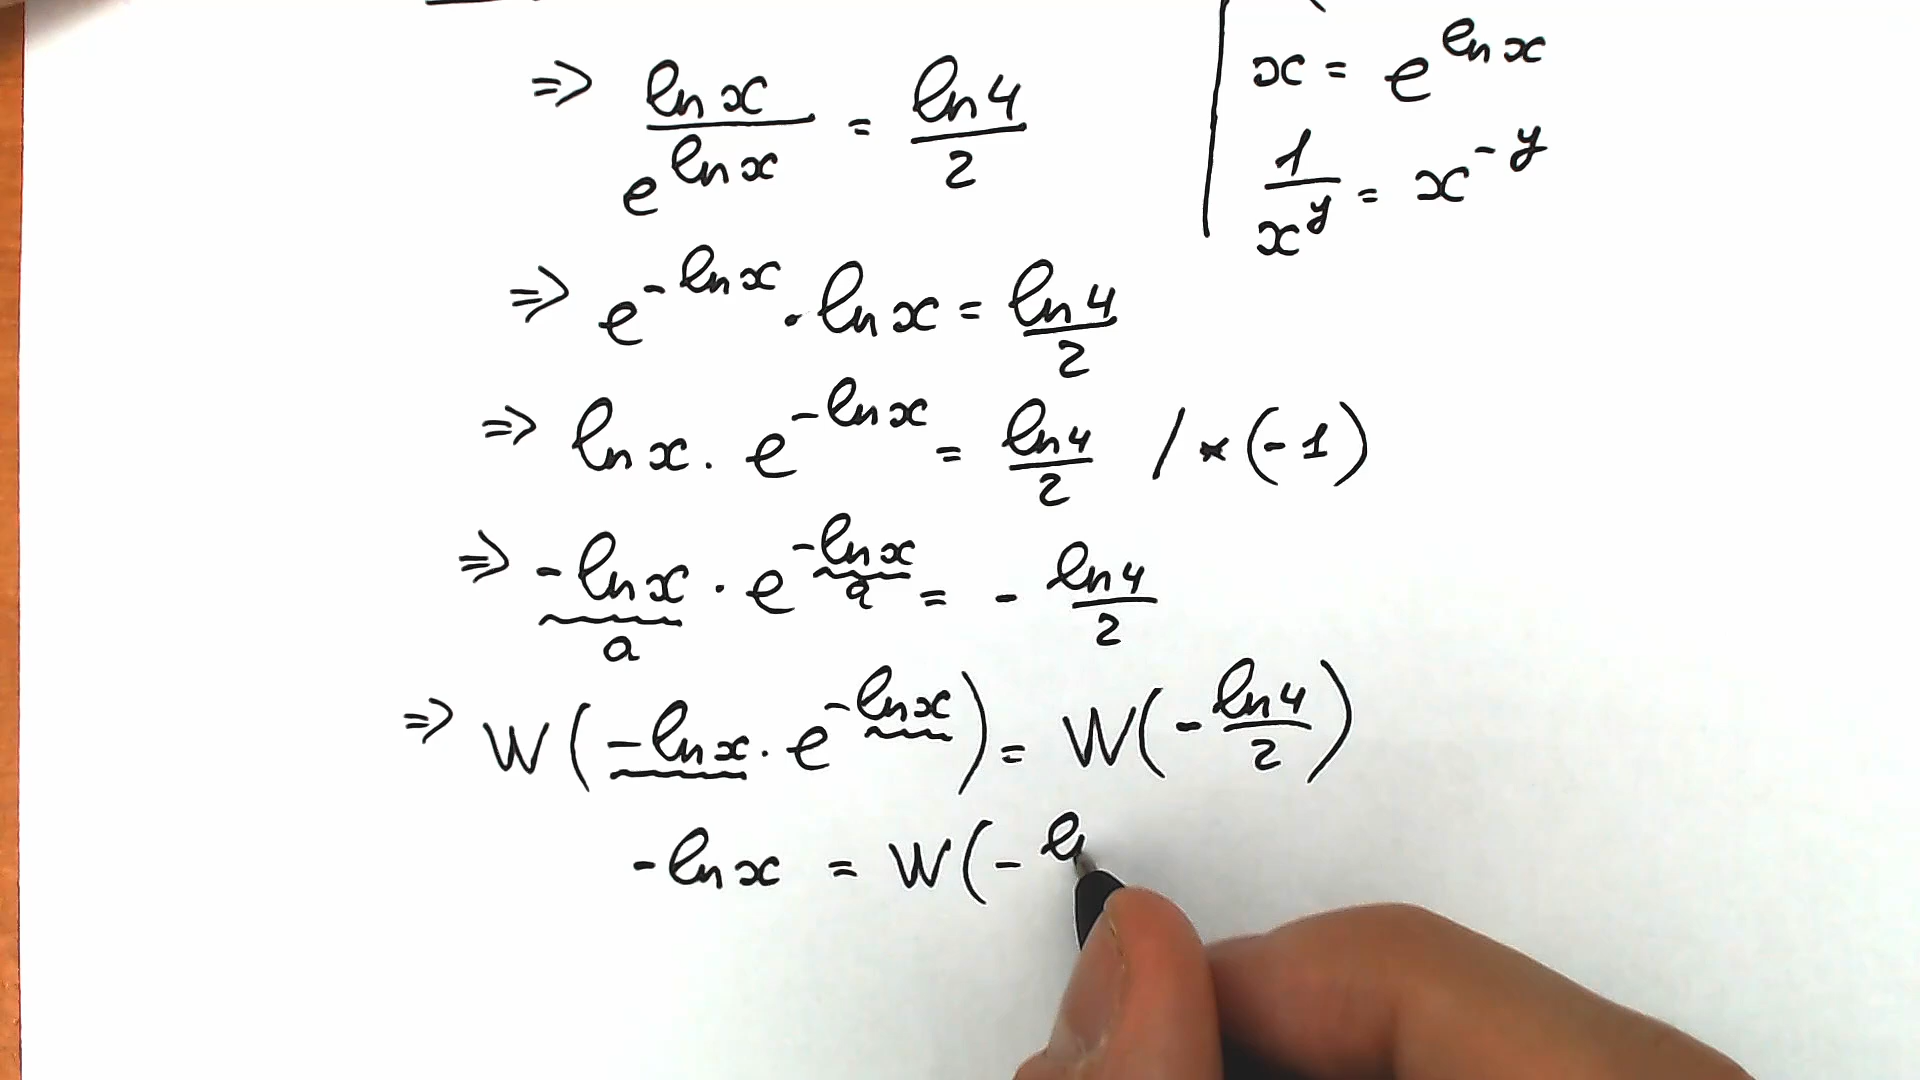 => ln x / e^{ln x} = ln 4 / 2
=> e^{- ln x} · ln x = ln 4 / 2
=> ln x · e^{- ln x} = ln 4 / 2 / * (-1)
=> - ln x · e^{- ln x} = - ln 4 / 2
a a
=> W ( - ln x · e^{- ln x} ) = W ( - ln 4 / 2 )
- ln x = W ( - l
x = e^{ln x}
1 / x^y = x^{-y}